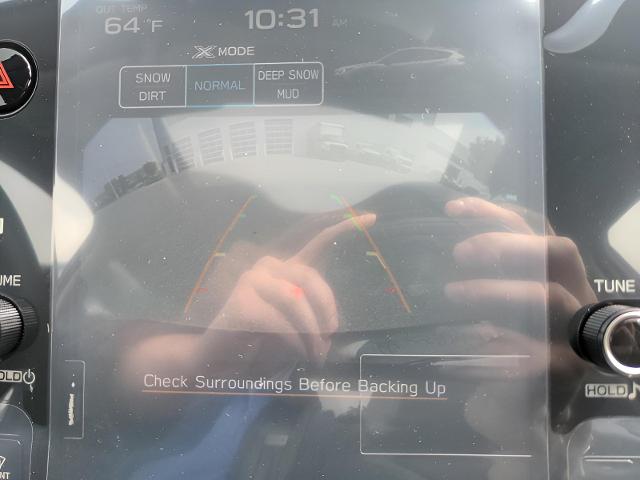 OUT TEMP
64°F
10:31 AM
X MODE
SNOW
DIRT
NORMAL
DEEP SNOW
MUD
UME
TUNE
HOLD
HOLD
Check Surroundings Before Backing Up
NT